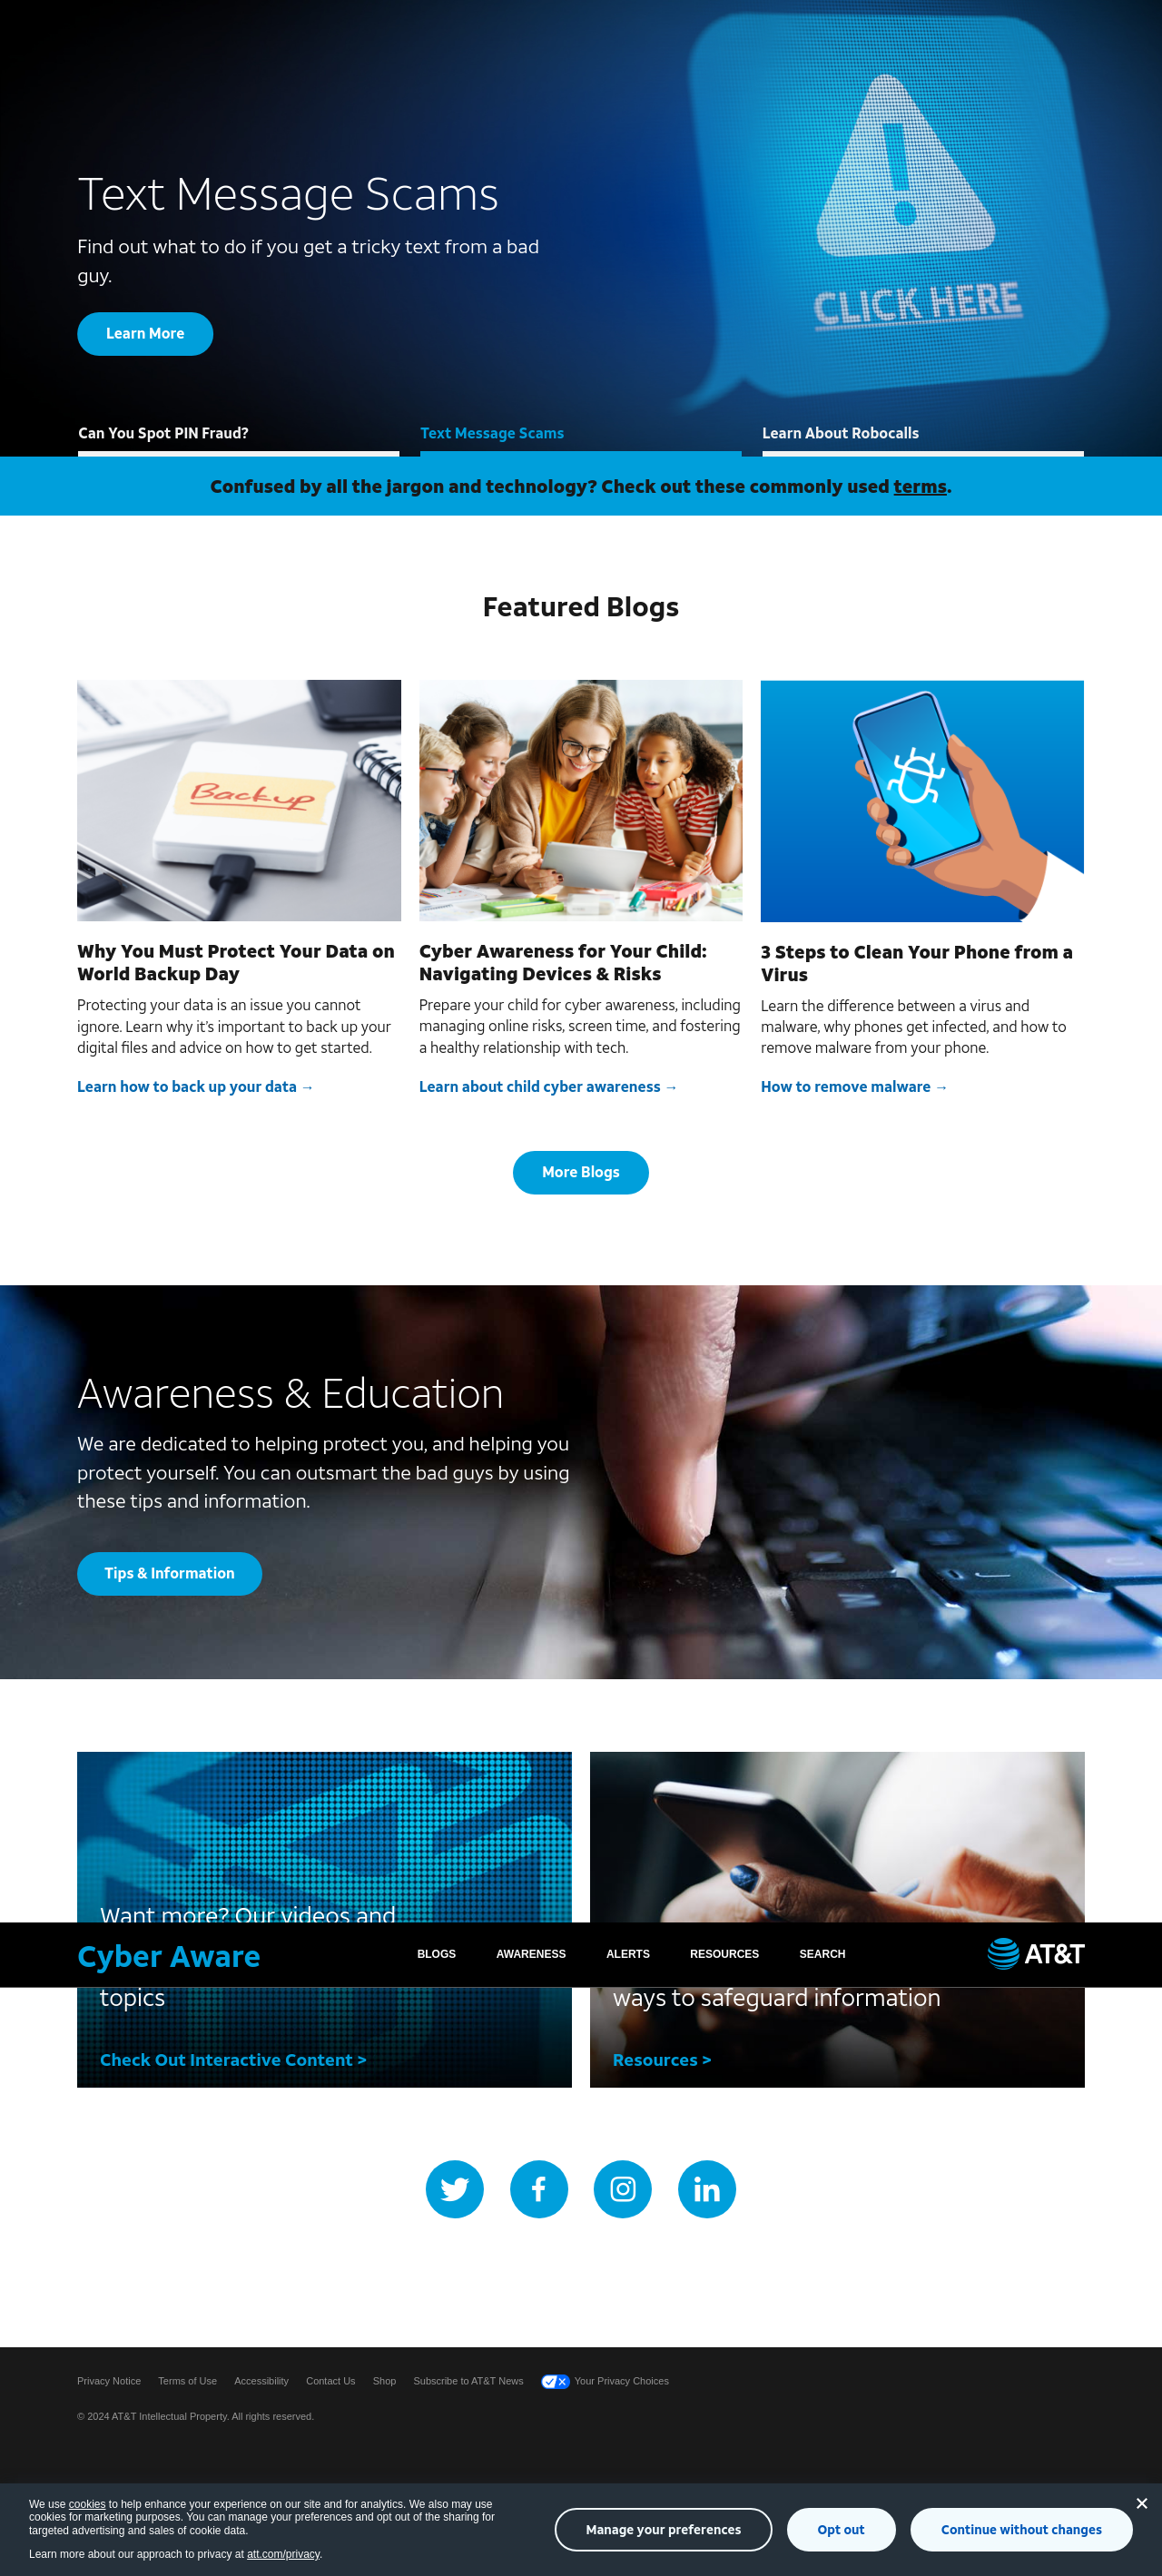 CLICK HERE
Text Message Scams
Find out what to do if you get a tricky text from a bad
guy.
Learn More
Can You Spot PIN Fraud?
Text Message Scams
Learn About Robocalls
Confused by all the jargon and technology? Check out these commonly used terms.
Featured Blogs
Backup
Why You Must Protect Your Data on
World Backup Day
Protecting your data is an issue you cannot
ignore. Learn why it's important to back up your
digital files and advice on how to get started.
Learn how to back up your data →
Cyber Awareness for Your Child:
Navigating Devices & Risks
Prepare your child for cyber awareness, including
managing online risks, screen time, and fostering
a healthy relationship with tech.
Learn about child cyber awareness →
3 Steps to Clean Your Phone from a
Virus
Learn the difference between a virus and
malware, why phones get infected, and how to
remove malware from your phone.
How to remove malware →
More Blogs
Awareness & Education
We are dedicated to helping protect you, and helping you
protect yourself. You can outsmart the bad guys by using
these tips and information.
Tips & Information
Want more? Our videos and
Cyber Aware
BLOGS
AWARENESS
ALERTS
RESOURCES
SEARCH
AT&T
topics
Check Out Interactive Content >
ways to safeguard information
Resources >
Privacy Notice
Terms of Use
Accessibility
Contact Us
Shop
Subscribe to AT&T News
Your Privacy Choices
© 2024 AT&T Intellectual Property. All rights reserved.
We use cookies to help enhance your experience on our site and for analytics. We also may use
cookies for marketing purposes. You can manage your preferences and opt out of the sharing for
targeted advertising and sales of cookie data.
Learn more about our approach to privacy at att.com/privacy.
Manage your preferences
Opt out
Continue without changes